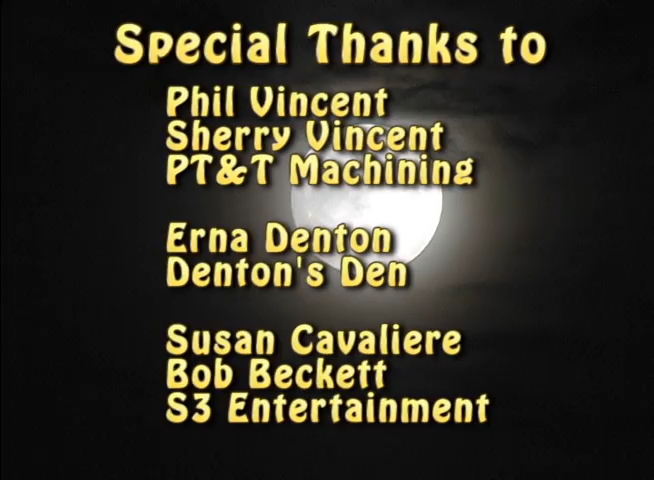 Special Thanks to
Phil Vincent
Sherry Vincent
PT&T Machining
Erna Denton
Denton's Den
Susan Cavaliere
Bob Beckett
S3 Entertainment